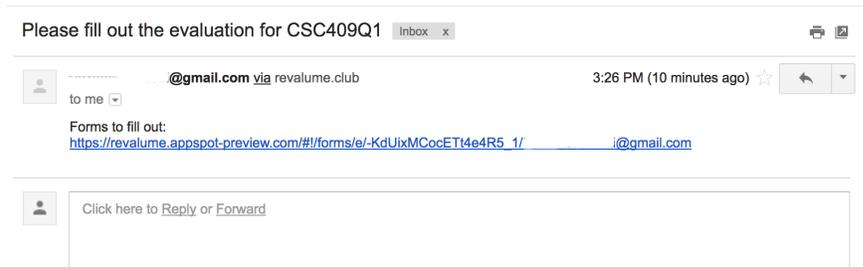 Please fill out the evaluation for CSC409Q1 Inbox x
@gmail.com via revalume.club 3:26 PM (10 minutes ago)
to me
Forms to fill out:
https://revalume.appspot-preview.com/#!/forms/e/-KdUixMCocETt4e4R5_1/ i@gmail.com
Click here to Reply or Forward